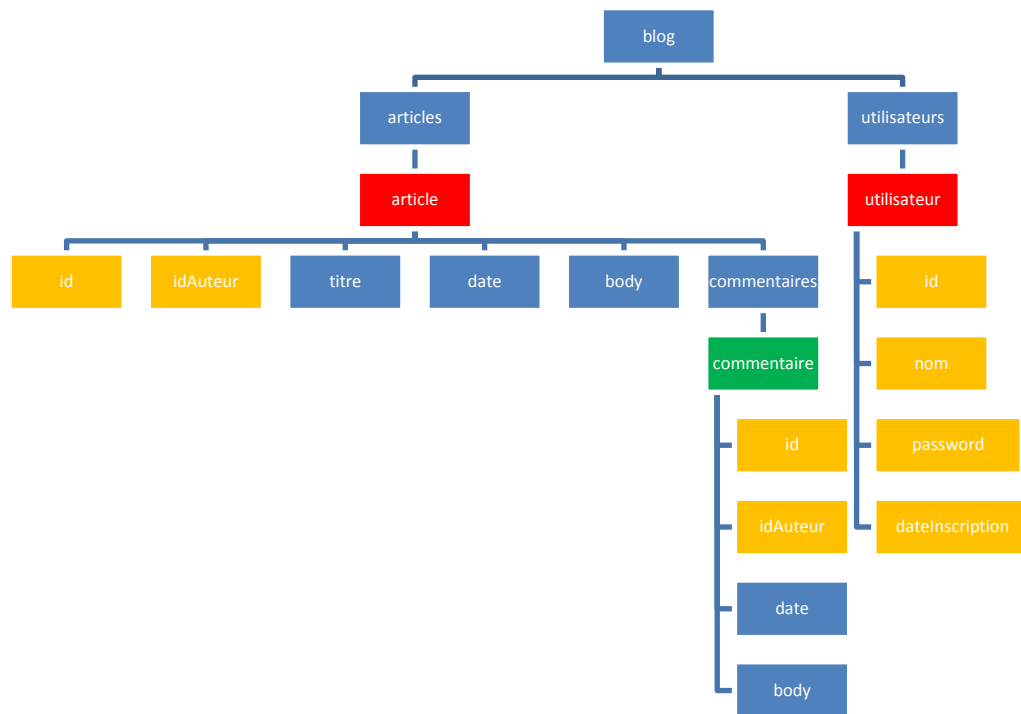 blog
articles
utilisateurs
article
utilisateur
id
idAuteur
titre
date
body
commentaires
id
commentaire
nom
id
password
idAuteur
dateInscription
date
body